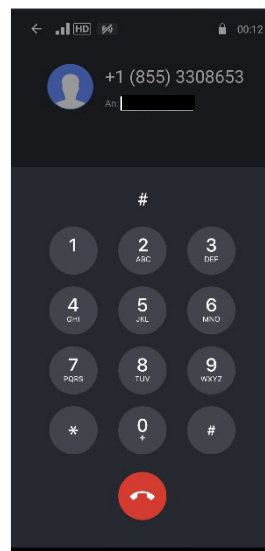 HD 00:12
+1 (855) 3308653
An:
#
1 2 3
ABC DEF
4 5 6
GHI JKL MNO
7 8 9
PQRS TUV WXYZ
* 0 #
+